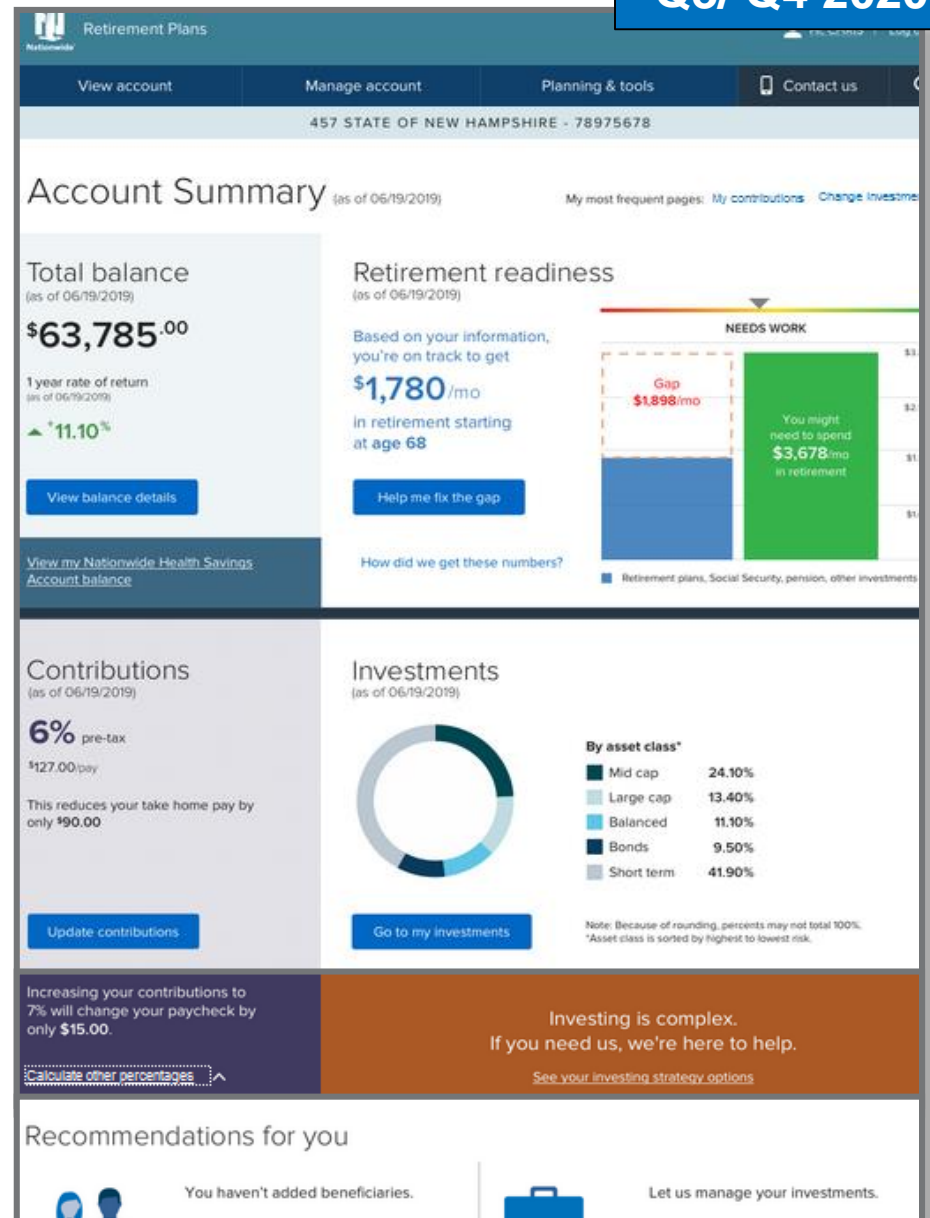 Retirement Plans
Nationwide
View account
Manage account
Planning & tools
Contact us
457 STATE OF NEW HAMPSHIRE - 78975678
Account Summary (as of 06/19/2019)
My most frequent pages: My contributions
Total balance
(as of 06/19/2019)
$63,785.00
1 year rate of return
(as of 06/19/2019)
+11.10%
View balance details
View my Nationwide Health Savings
Account balance
Retirement readiness
(as of 06/19/2019)
Based on your information,
you're on track to get
$1,780/mo
in retirement starting
at age 68
Help me fix the gap
How did we get these numbers?
NEEDS WORK
Gap
$1,898/mo
You might
need to spend
$3,678/mo
in retirement
Retirement plans, Social Security, pension, other investments
Contributions
(as of 06/19/2019)
6% pre-tax
$127.00/pay
This reduces your take home pay by
only $90.00
Update contributions
Investments
(as of 06/19/2019)
By asset class*
Mid cap 24.10%
Large cap 13.40%
Balanced 11.10%
Bonds 9.50%
Short term 41.90%
Go to my investments
Note: Because of rounding, percents may not total 100%.
*Asset class is sorted by highest to lowest risk.
Increasing your contributions to
7% will change your paycheck by
only $15.00.
Calculate other percentages
Investing is complex.
If you need us, we're here to help.
See your investing strategy options
Recommendations for you
You haven't added beneficiaries.
Let us manage your investments.